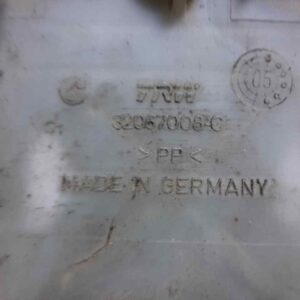 TRW
05
32067006-C
>PP<
MADE IN GERMANY